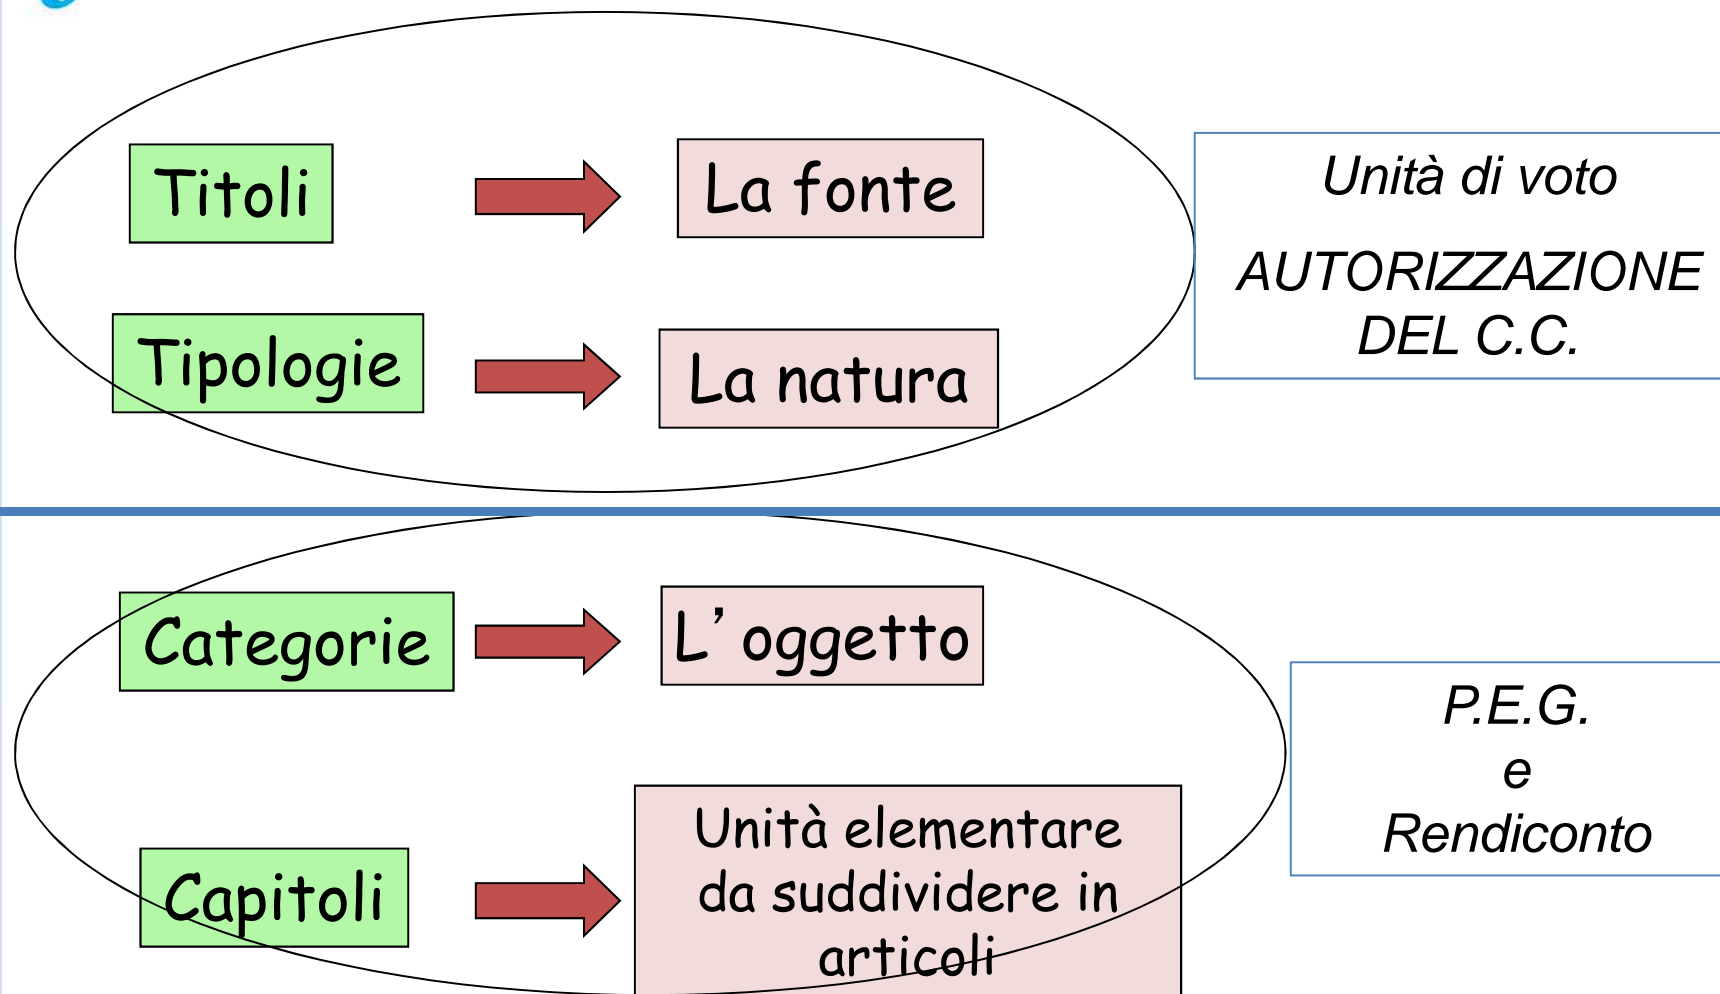 Titoli
La fonte
Unità di voto
AUTORIZZAZIONE
DEL C.C.
Tipologie
La natura
Categorie
L’ oggetto
P.E.G.
e
Rendiconto
Capitoli
Unità elementare
da suddividere in
articoli